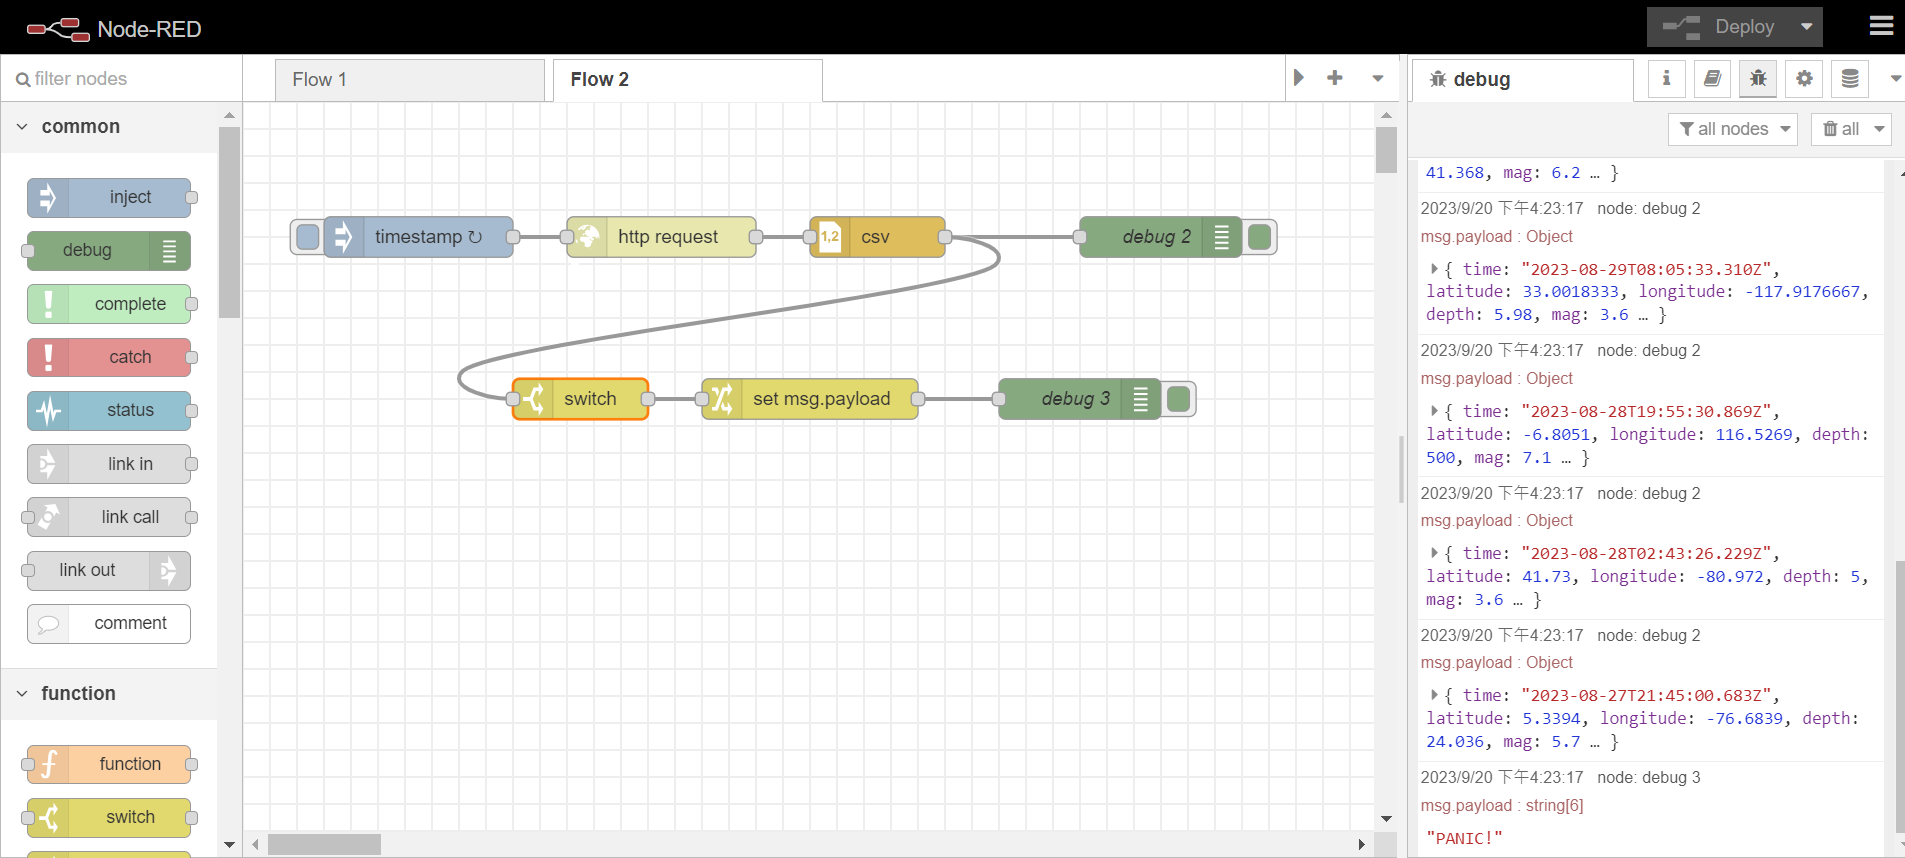 Node-RED
Deploy
filter nodes
Flow 1
Flow 2
debug
i
all nodes
all
common
inject
debug
complete
catch
status
link in
link call
link out
comment
function
function
switch
timestamp ↻
http request
1,2
csv
debug 2
switch
set msg.payload
debug 3
41.368, mag: 6.2 … }
2023/9/20 下午4:23:17 node: debug 2
msg.payload : Object
{ time: "2023-08-29T08:05:33.310Z",
latitude: 33.0018333, longitude: -117.9176667,
depth: 5.98, mag: 3.6 … }
2023/9/20 下午4:23:17 node: debug 2
msg.payload : Object
{ time: "2023-08-28T19:55:30.869Z",
latitude: -6.8051, longitude: 116.5269, depth:
500, mag: 7.1 … }
2023/9/20 下午4:23:17 node: debug 2
msg.payload : Object
{ time: "2023-08-28T02:43:26.229Z",
latitude: 41.73, longitude: -80.972, depth: 5,
mag: 3.6 … }
2023/9/20 下午4:23:17 node: debug 2
msg.payload : Object
{ time: "2023-08-27T21:45:00.683Z",
latitude: 5.3394, longitude: -76.6839, depth:
24.036, mag: 5.7 … }
2023/9/20 下午4:23:17 node: debug 3
msg.payload : string[6]
"PANIC!"